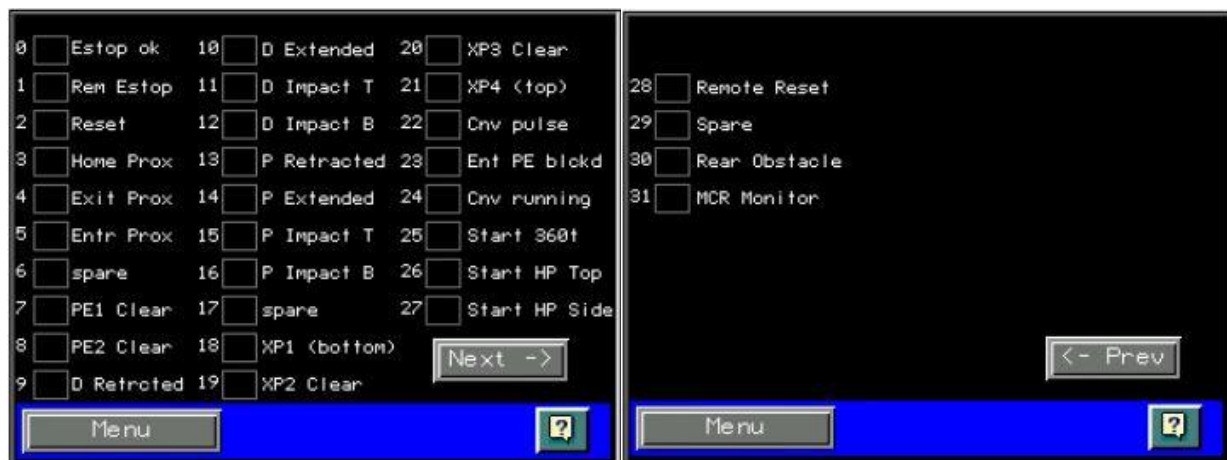 0 Estop ok
1 Rem Estop
2 Reset
3 Home Prox
4 Exit Prox
5 Entr Prox
6 spare
7 PE1 Clear
8 PE2 Clear
9 D Retrcted
10 D Extended
11 D Impact T
12 D Impact B
13 P Retracted
14 P Extended
15 P Impact T
16 P Impact B
17 spare
18 XP1 (bottom)
19 XP2 Clear
20 XP3 Clear
21 XP4 (top)
22 Cnv pulse
23 Ent PE blckd
24 Cnv running
25 Start 360t
26 Start HP Top
27 Start HP Side
Next ->
Menu
?
28 Remote Reset
29 Spare
30 Rear Obstacle
31 MCR Monitor
<- Prev
Menu
?